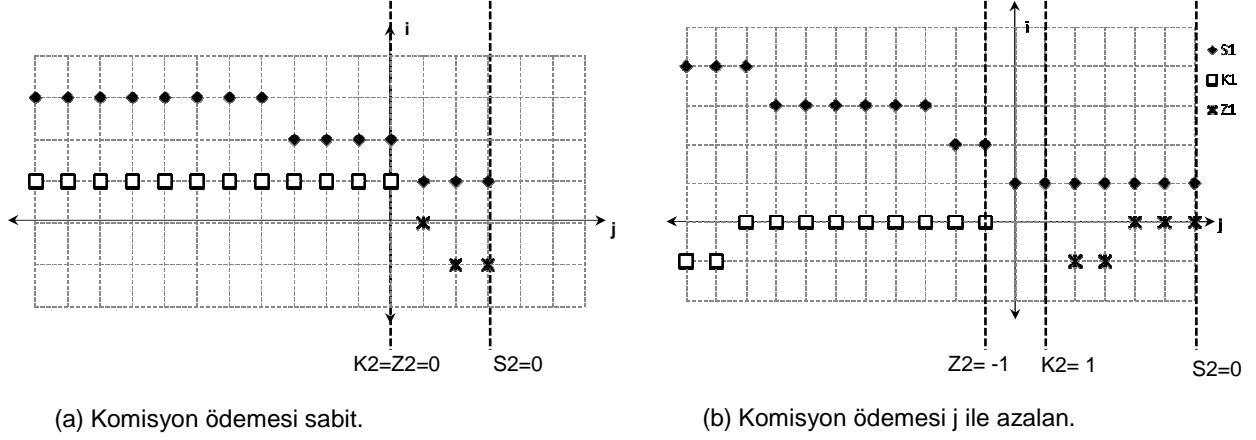 i
j
K2=Z2=0
S2=0
(a) Komisyon ödemesi sabit.
i
S1
K1
Z1
j
Z2= -1
K2= 1
S2=0
(b) Komisyon ödemesi j ile azalan.